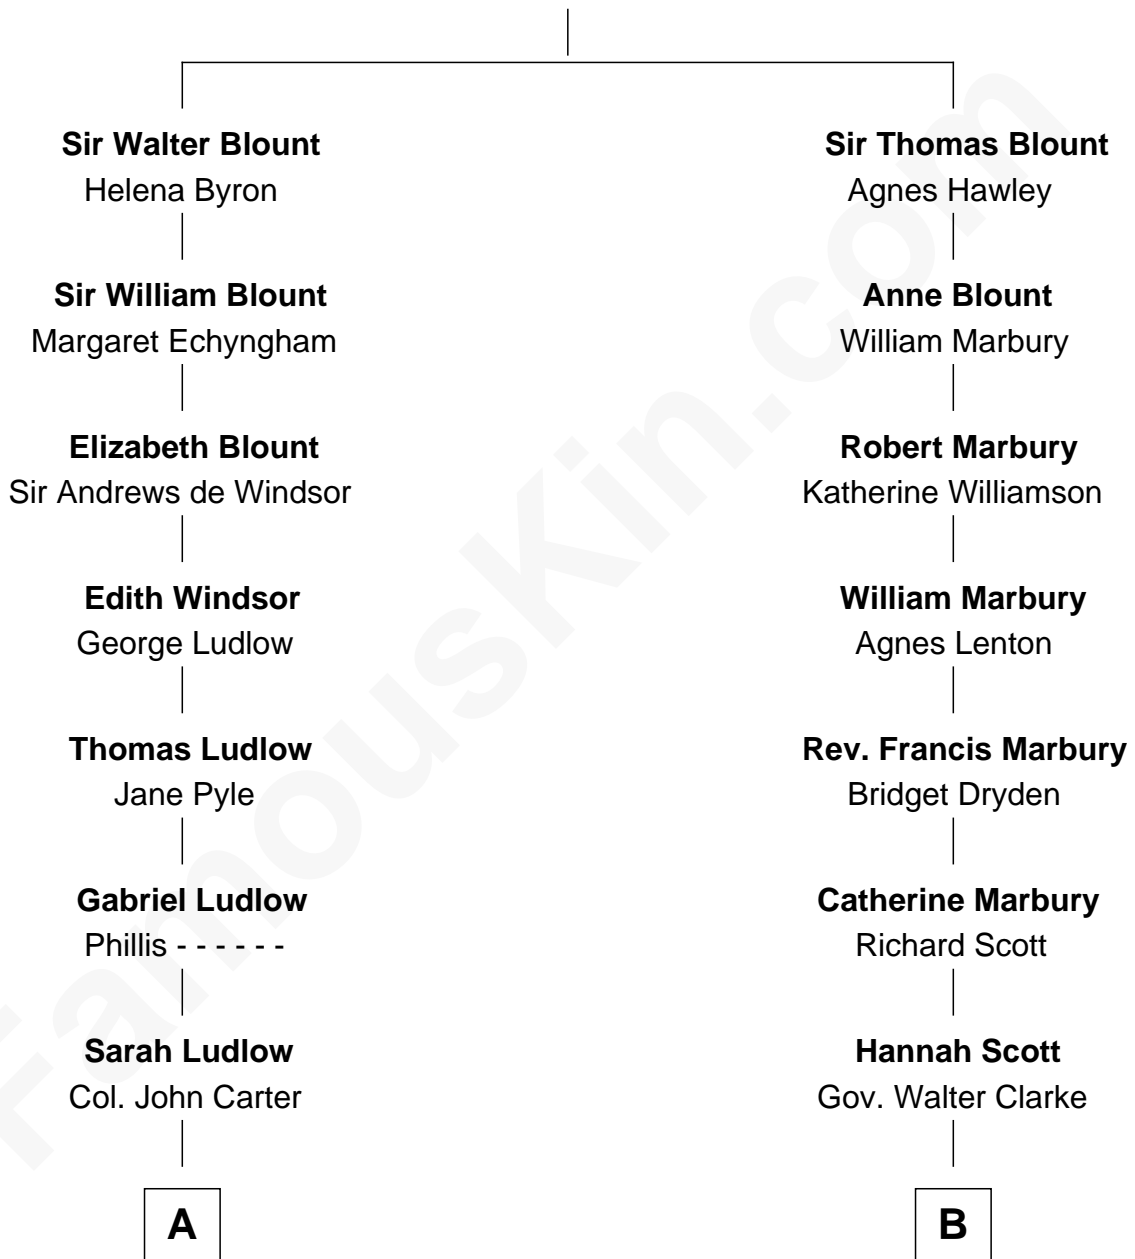 Sir Walter Blount
Helena Byron
Sir William Blount
Margaret Echyngham
Elizabeth Blount
Sir Andrews de Windsor
Edith Windsor
George Ludlow
Thomas Ludlow
Jane Pyle
Gabriel Ludlow
Phillis - - - - - -
Sarah Ludlow
Col. John Carter
A
Sir Thomas Blount
Agnes Hawley
Anne Blount
William Marbury
Robert Marbury
Katherine Williamson
William Marbury
Agnes Lenton
Rev. Francis Marbury
Bridget Dryden
Catherine Marbury
Richard Scott
Hannah Scott
Gov. Walter Clarke
B
FamousKin.com